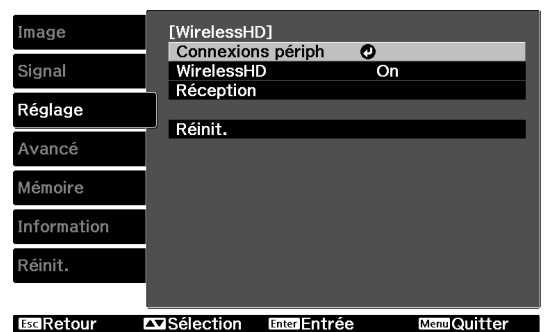 Image
Signal
Réglage
Avancé
Mémoire
Information
Réinit.
[WirelessHD]
Connexions périph
WirelessHD On
Réception
Réinit.
Esc Retour Sélection Enter Entrée Menu Quitter